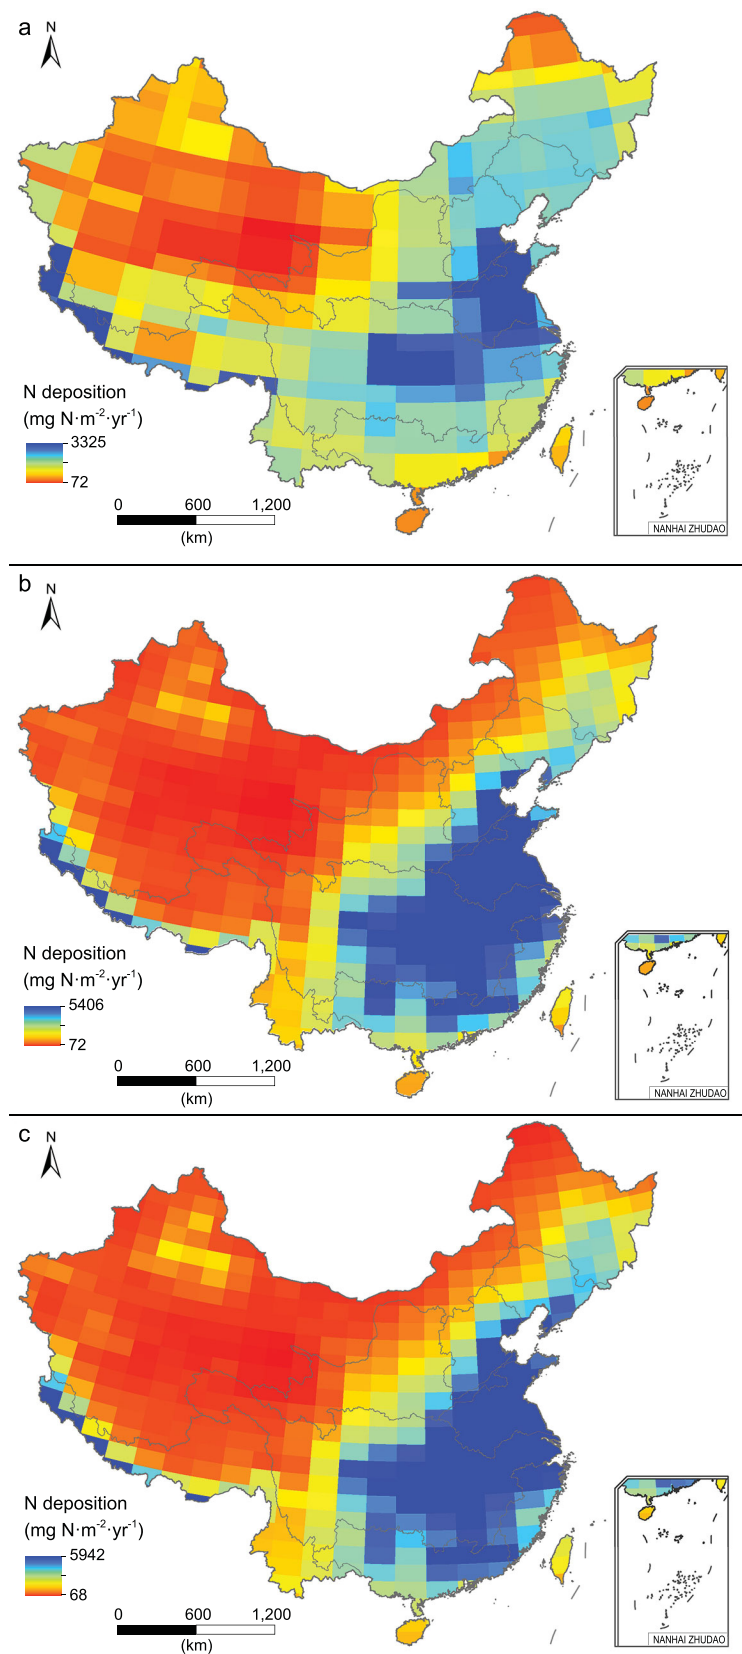 a
N
N deposition
(mg N·m⁻²·yr⁻¹)
3325
72
0 600 1,200
(km)
NANHAI ZHUDAO
b
N
N deposition
(mg N·m⁻²·yr⁻¹)
5406
72
0 600 1,200
(km)
NANHAI ZHUDAO
c
N
N deposition
(mg N·m⁻²·yr⁻¹)
5942
68
0 600 1,200
(km)
NANHAI ZHUDAO